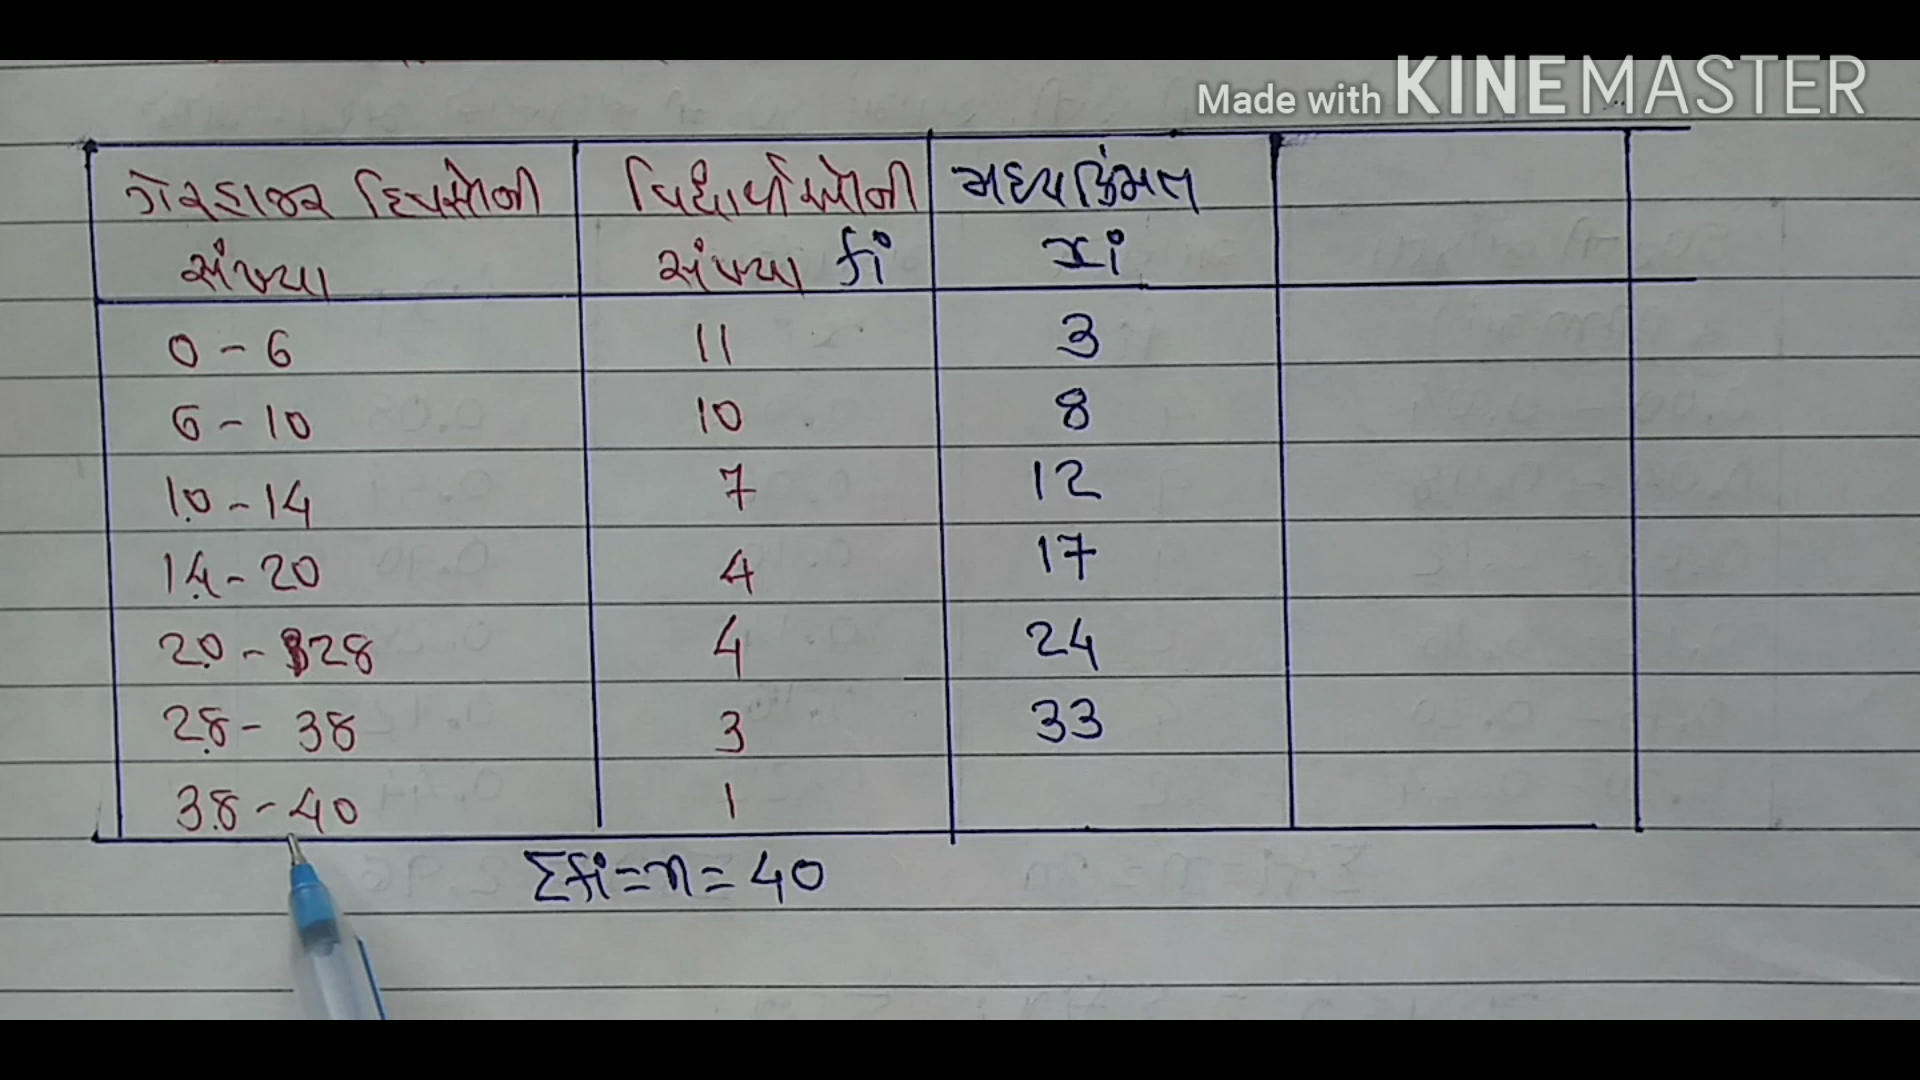 Made with KINEMASTER
ગેરહાજર દિવસોની વિદ્યાર્થીઓની મધ્યકિંમત
સંખ્યા સંખ્યા fi xi
0 - 6 11 3
6 - 10 10 8
10 - 14 7 12
14 - 20 4 17
20 - 28 4 24
28 - 38 3 33
38 - 40 1
Σfi = n = 40